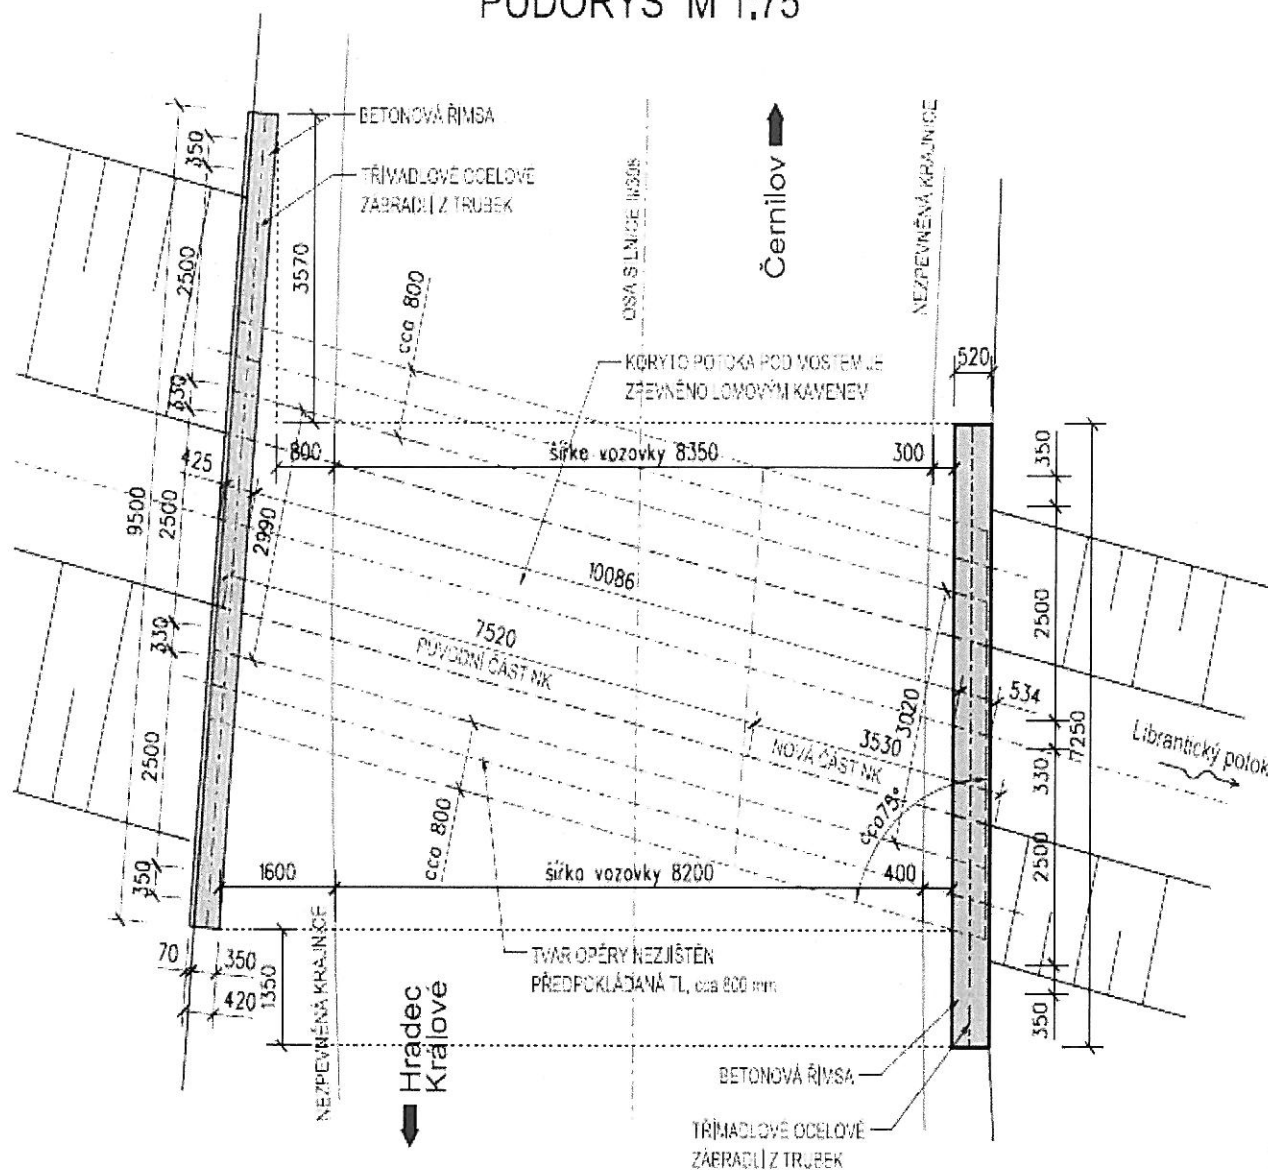 PŮDORYS M 1:75
BETONOVÁ ŘÍMSA
TŘÍMADLOVÉ OCELOVÉ
ZÁBRADLÍ Z TRUBEK
Černilov
NEZPEVNĚNÁ KRAJNICE
350
2500
3570
cca 800
KORYTO POTOKA POD MOSTEM JE
ZPEVNĚNO LOMOVÝM KAMENEM
520
330
800
šířka vozovky 8350
300
350
425
9500
2500
2990
10086
2500
7520
PŮVODNÍ ČÁST NK
330
534
3020
3530
NOVÁ ČÁST NK
7250
Librantický potok
330
2500
cca 800
cca 78°
2500
350
1600
šířka vozovky 8200
400
70
350
420
1350
TVAR OPĚRY NEZJIŠTĚN
PŘEDPOKLÁDANÁ TL. cca 800 mm
350
NEZPEVNĚNÁ KRAJNICE
Hradec
Králové
BETONOVÁ ŘÍMSA
TŘÍMADLOVÉ OCELOVÉ
ZÁBRADLÍ Z TRUBEK